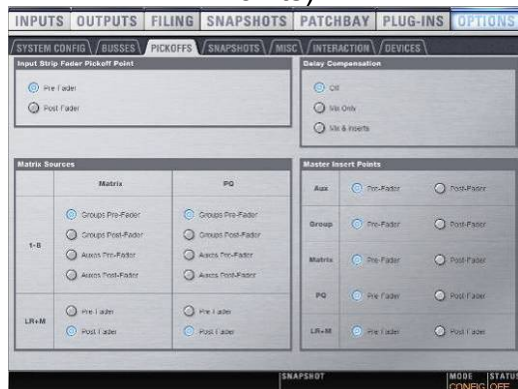 INPUTS OUTPUTS FILING SNAPSHOTS PATCHBAY PLUG-INS OPTIONS
SYSTEM CONFIG BUSSES PICKOFFS SNAPSHOTS MISC INTERACTION DEVICES
Input Strip Fader Pickoff Point
Pre Fader
Post Fader
Delay Compensation
Off
Mix Only
Mix & Inserts
Matrix Sources
Matrix PQ
1-8
Groups Pre-Fader Groups Pre-Fader
Groups Post-Fader Groups Post-Fader
Auxes Pre-Fader Auxes Pre-Fader
Auxes Post-Fader Auxes Post-Fader
LR+M
Pre Fader Pre Fader
Post Fader Post Fader
Master Insert Points
Aux Pre-Fader Post-Fader
Group Pre-Fader Post-Fader
Matrix Pre-Fader Post-Fader
PQ Pre Fader Post Fader
LR+M Pre Fader Post Fader
SNAPSHOT MODE STATUS
CONFIG OFF